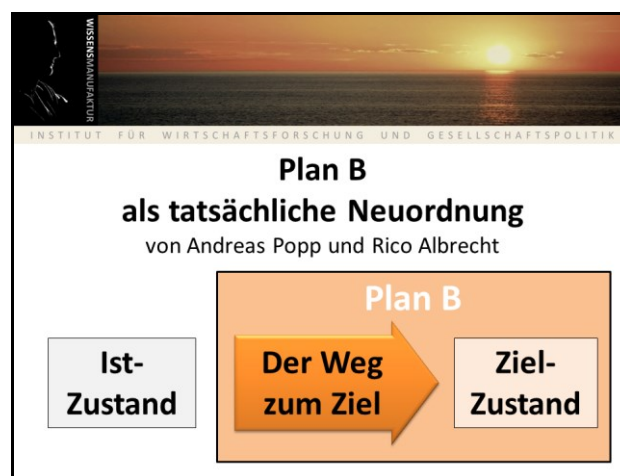 WISSENSMANUFAKTUR
INSTITUT FÜR WIRTSCHAFTSFORSCHUNG UND GESELLSCHAFTSPOLITIK
Plan B
als tatsächliche Neuordnung
von Andreas Popp und Rico Albrecht
Plan B
Ist-
Zustand
Der Weg
zum Ziel
Ziel-
Zustand